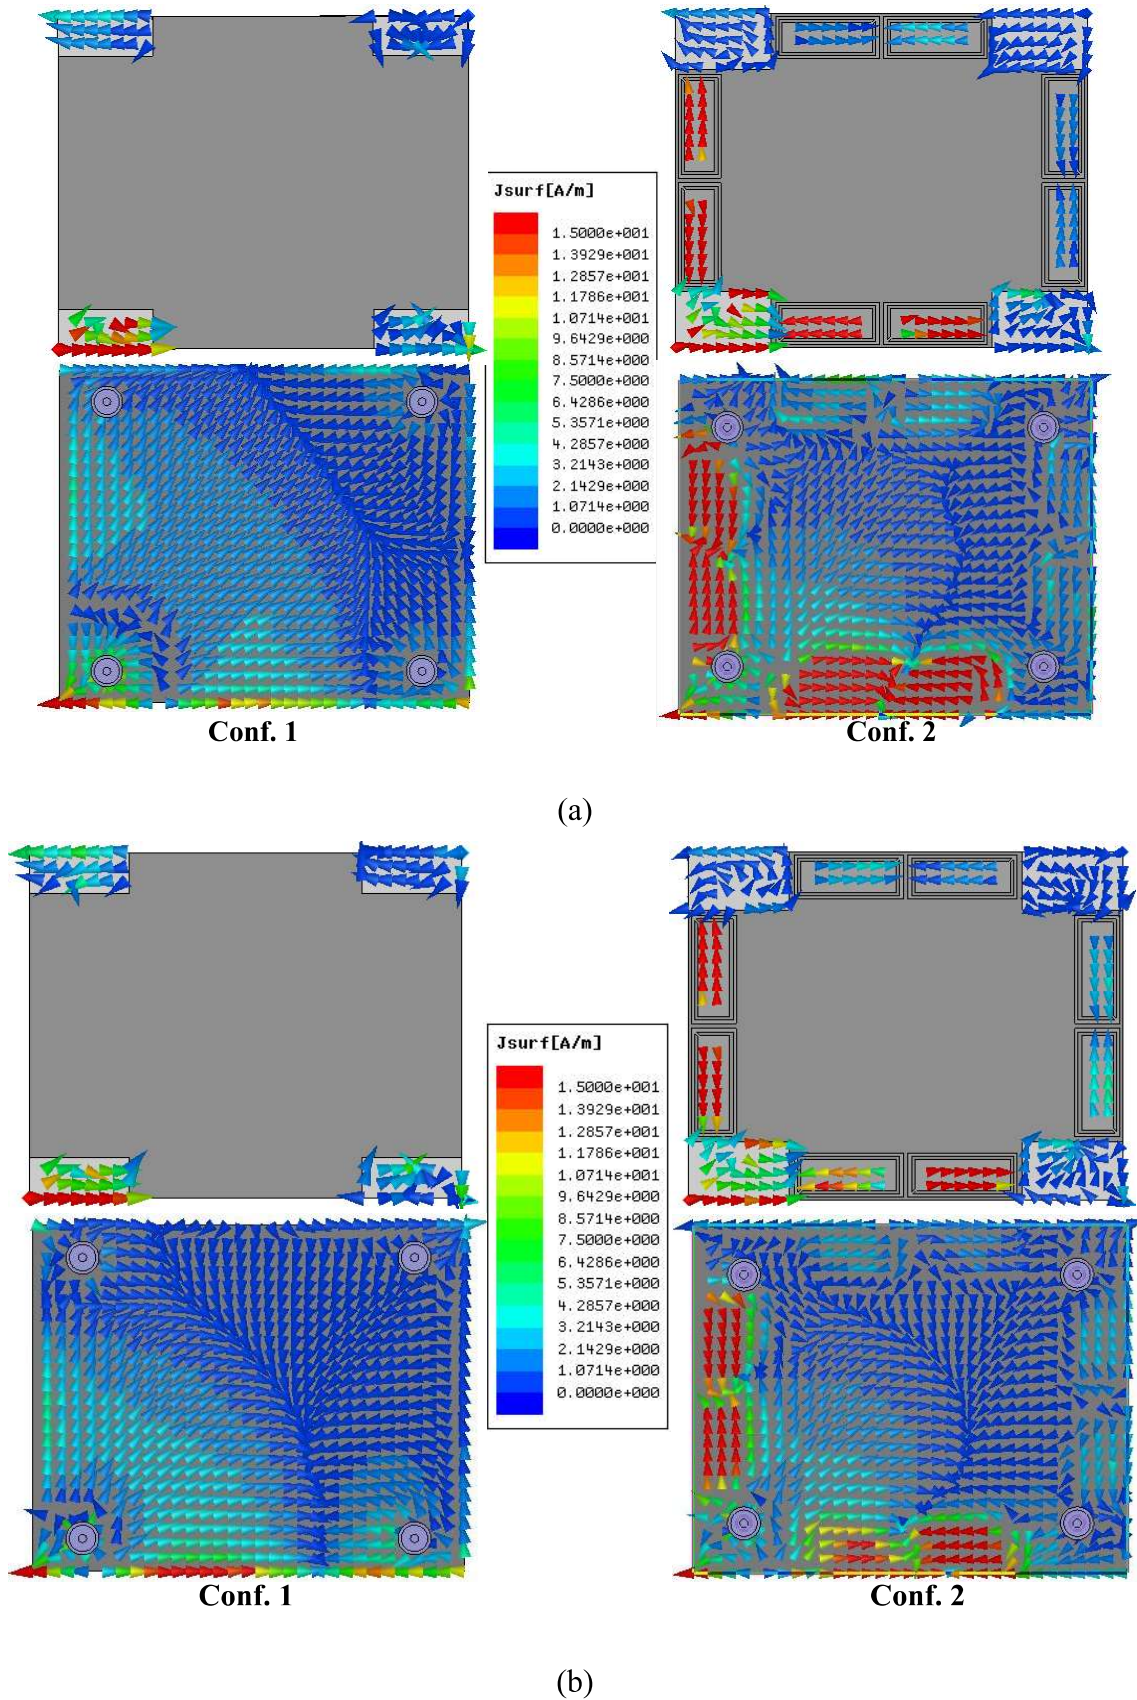 Jsurf[A/m]
1.5000e+001
1.3929e+001
1.2857e+001
1.1786e+001
1.0714e+001
9.6429e+000
8.5714e+000
7.5000e+000
6.4286e+000
5.3571e+000
4.2857e+000
3.2143e+000
2.1429e+000
1.0714e+000
0.0000e+000
Conf. 1
Conf. 2
(a)
Jsurf[A/m]
1.5000e+001
1.3929e+001
1.2857e+001
1.1786e+001
1.0714e+001
9.6429e+000
8.5714e+000
7.5000e+000
6.4286e+000
5.3571e+000
4.2857e+000
3.2143e+000
2.1429e+000
1.0714e+000
0.0000e+000
Conf. 1
Conf. 2
(b)